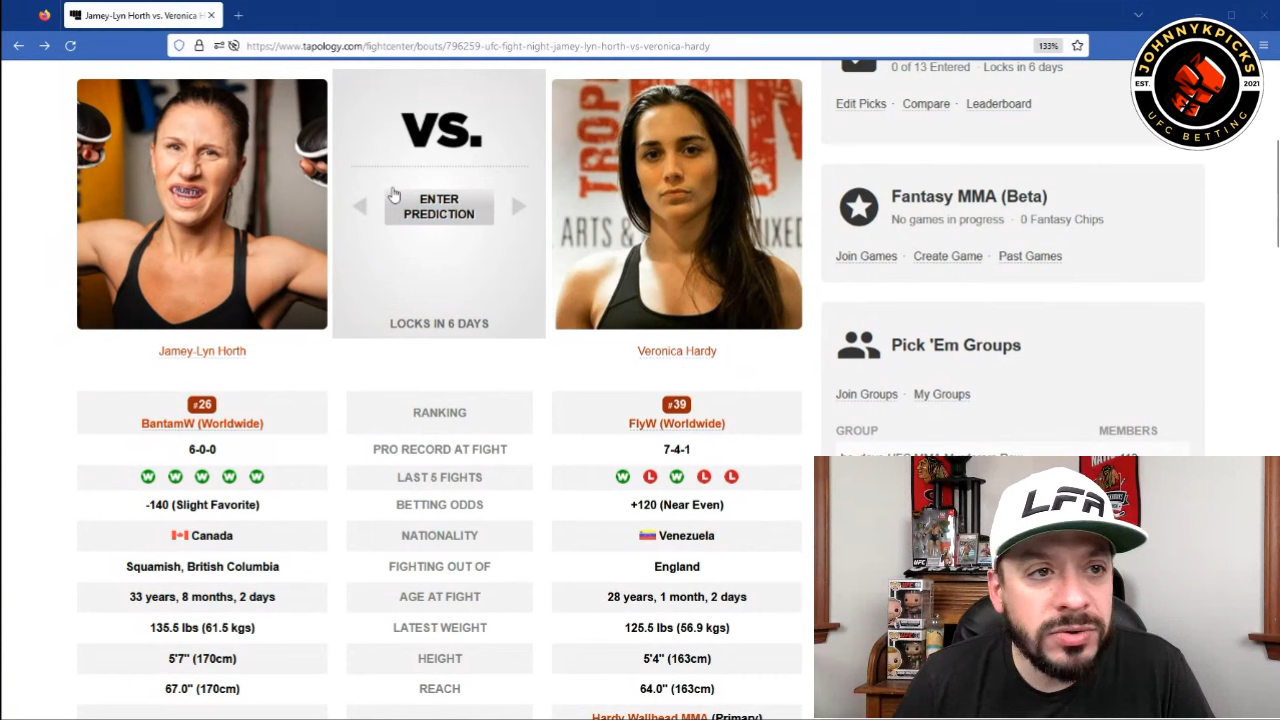 Jamey-Lyn Horth vs. Veronica H
https://www.tapology.com/fightcenter/bouts/796259-ufc-fight-night-jamey-lyn-horth-vs-veronica-hardy
133%
JOHNNYKPICKS
EST.
2021
UFC BETTING
0 of 13 Entered · Locks in 6 days
Edit Picks · Compare · Leaderboard
VS.
ENTER
PREDICTION
LOCKS IN 6 DAYS
TROP
ARTS &
MIXED
Fantasy MMA (Beta)
No games in progress · 0 Fantasy Chips
Join Games · Create Game · Past Games
Jamey-Lyn Horth
Veronica Hardy
Pick 'Em Groups
Join Groups · My Groups
GROUP
MEMBERS
#26
BantamW (Worldwide)
RANKING
#39
FlyW (Worldwide)
6-0-0
PRO RECORD AT FIGHT
7-4-1
W W W W W
LAST 5 FIGHTS
W L W L L
-140 (Slight Favorite)
BETTING ODDS
+120 (Near Even)
Canada
NATIONALITY
Venezuela
Squamish, British Columbia
FIGHTING OUT OF
England
33 years, 8 months, 2 days
AGE AT FIGHT
28 years, 1 month, 2 days
135.5 lbs (61.5 kgs)
LATEST WEIGHT
125.5 lbs (56.9 kgs)
5'7" (170cm)
HEIGHT
5'4" (163cm)
67.0" (170cm)
REACH
64.0" (163cm)
Hardy Wallhead MMA (Primary)
LFA